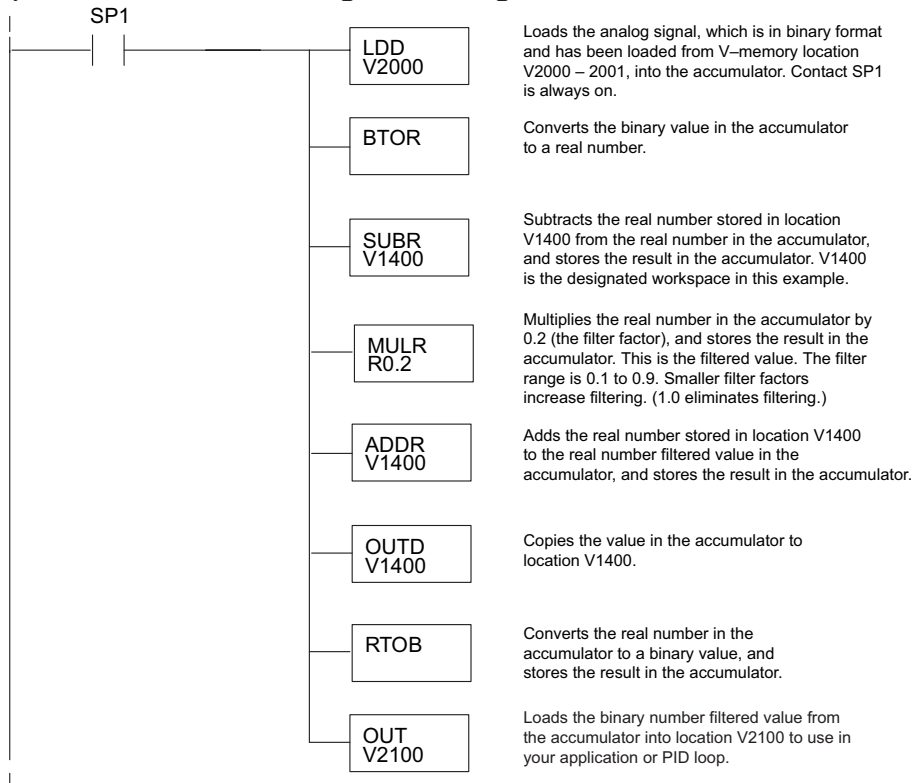 SP1
LDD
V2000
Loads the analog signal, which is in binary format
and has been loaded from V–memory location
V2000 – 2001, into the accumulator. Contact SP1
is always on.
BTOR
Converts the binary value in the accumulator
to a real number.
SUBR
V1400
Subtracts the real number stored in location
V1400 from the real number in the accumulator,
and stores the result in the accumulator. V1400
is the designated workspace in this example.
MULR
R0.2
Multiplies the real number in the accumulator by
0.2 (the filter factor), and stores the result in the
accumulator. This is the filtered value. The filter
range is 0.1 to 0.9. Smaller filter factors
increase filtering. (1.0 eliminates filtering.)
ADDR
V1400
Adds the real number stored in location V1400
to the real number filtered value in the
accumulator, and stores the result in the accumulator.
OUTD
V1400
Copies the value in the accumulator to
location V1400.
RTOB
Converts the real number in the
accumulator to a binary value, and
stores the result in the accumulator.
OUT
V2100
Loads the binary number filtered value from
the accumulator into location V2100 to use in
your application or PID loop.